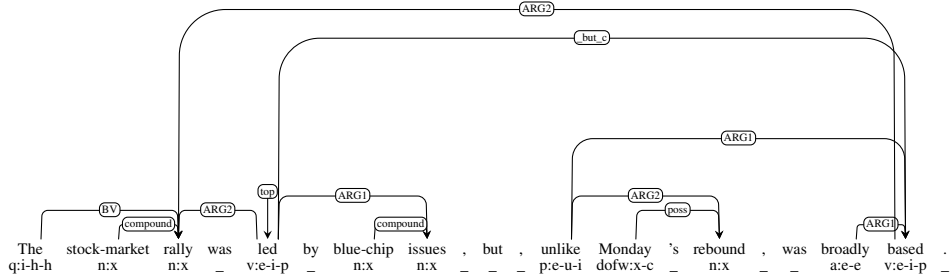 ARG2
_but_c
ARG1
top
BV ARG2 ARG1 ARG2
compound compound poss ARG1
The stock-market rally was led by blue-chip issues , but , unlike Monday 's rebound , was broadly based .
q:i-h-h n:x n:x _ v:e-i-p _ n:x n:x _ _ _ p:e-u-i dofw:x-c _ n:x _ _ a:e-e v:e-i-p _